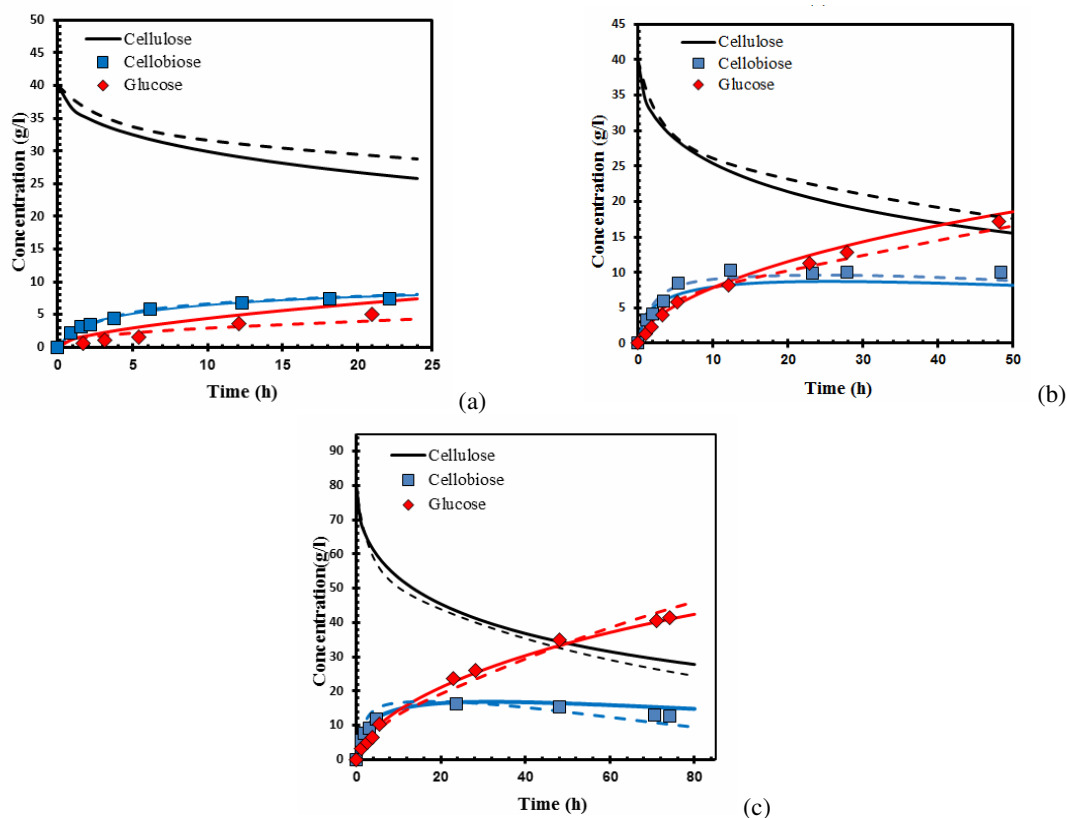 50
45
40
35
30
25
20
15
10
5
0
Concentration (g/l)
Cellulose
Cellobiose
Glucose
0 5 10 15 20 25
Time (h)
(a)
45
40
35
30
25
20
15
10
5
0
Concentration (g/l)
Cellulose
Cellobiose
Glucose
0 10 20 30 40 50
Time (h)
(b)
90
80
70
60
50
40
30
20
10
0
Concentration(g/l)
Cellulose
Cellobiose
Glucose
0 20 40 60 80
Time (h)
(c)